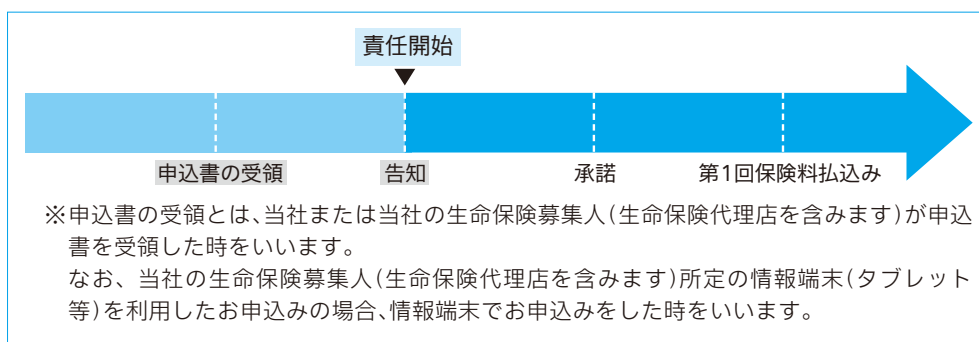 責任開始
申込書の受領 告知 承諾 第1回保険料払込み
※申込書の受領とは、当社または当社の生命保険募集人(生命保険代理店を含みます)が申込
書を受領した時をいいます。
なお、当社の生命保険募集人(生命保険代理店を含みます)所定の情報端末(タブレット
等)を利用したお申込みの場合、情報端末でお申込みをした時をいいます。